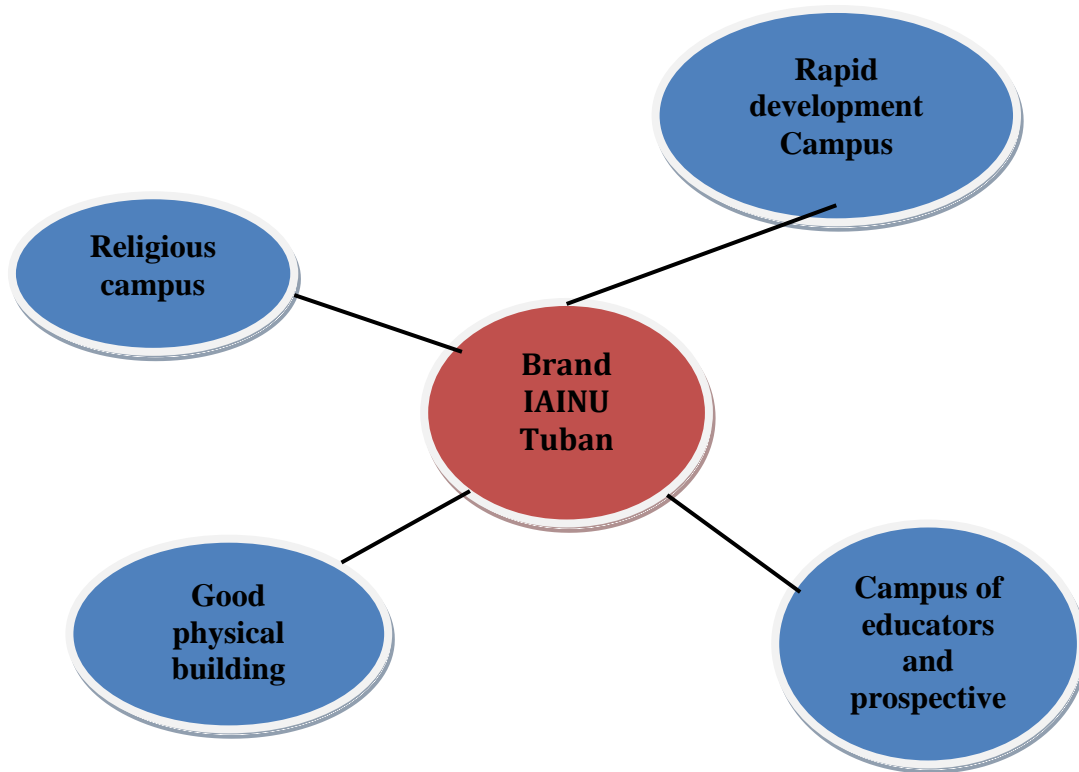 Rapid
development
Campus
Religious
campus
Brand
IAINU
Tuban
Good
physical
building
Campus of
educators
and
prospective